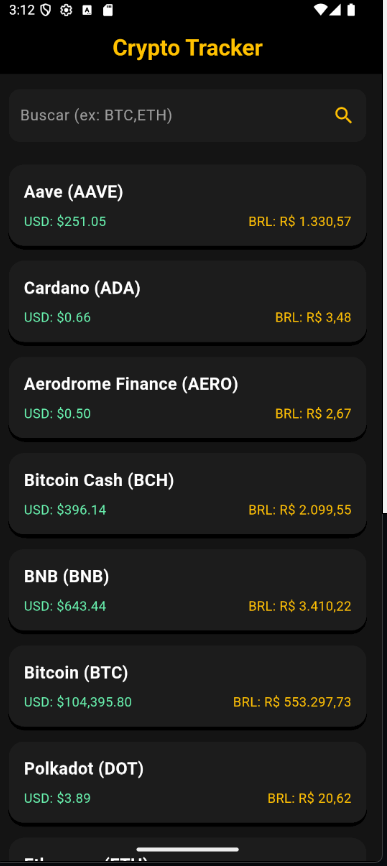 3:12
Crypto Tracker
Buscar (ex: BTC,ETH)
Aave (AAVE)
USD: $251.05 BRL: R$ 1.330,57
Cardano (ADA)
USD: $0.66 BRL: R$ 3,48
Aerodrome Finance (AERO)
USD: $0.50 BRL: R$ 2,67
Bitcoin Cash (BCH)
USD: $396.14 BRL: R$ 2.099,55
BNB (BNB)
USD: $643.44 BRL: R$ 3.410,22
Bitcoin (BTC)
USD: $104,395.80 BRL: R$ 553.297,73
Polkadot (DOT)
USD: $3.89 BRL: R$ 20,62